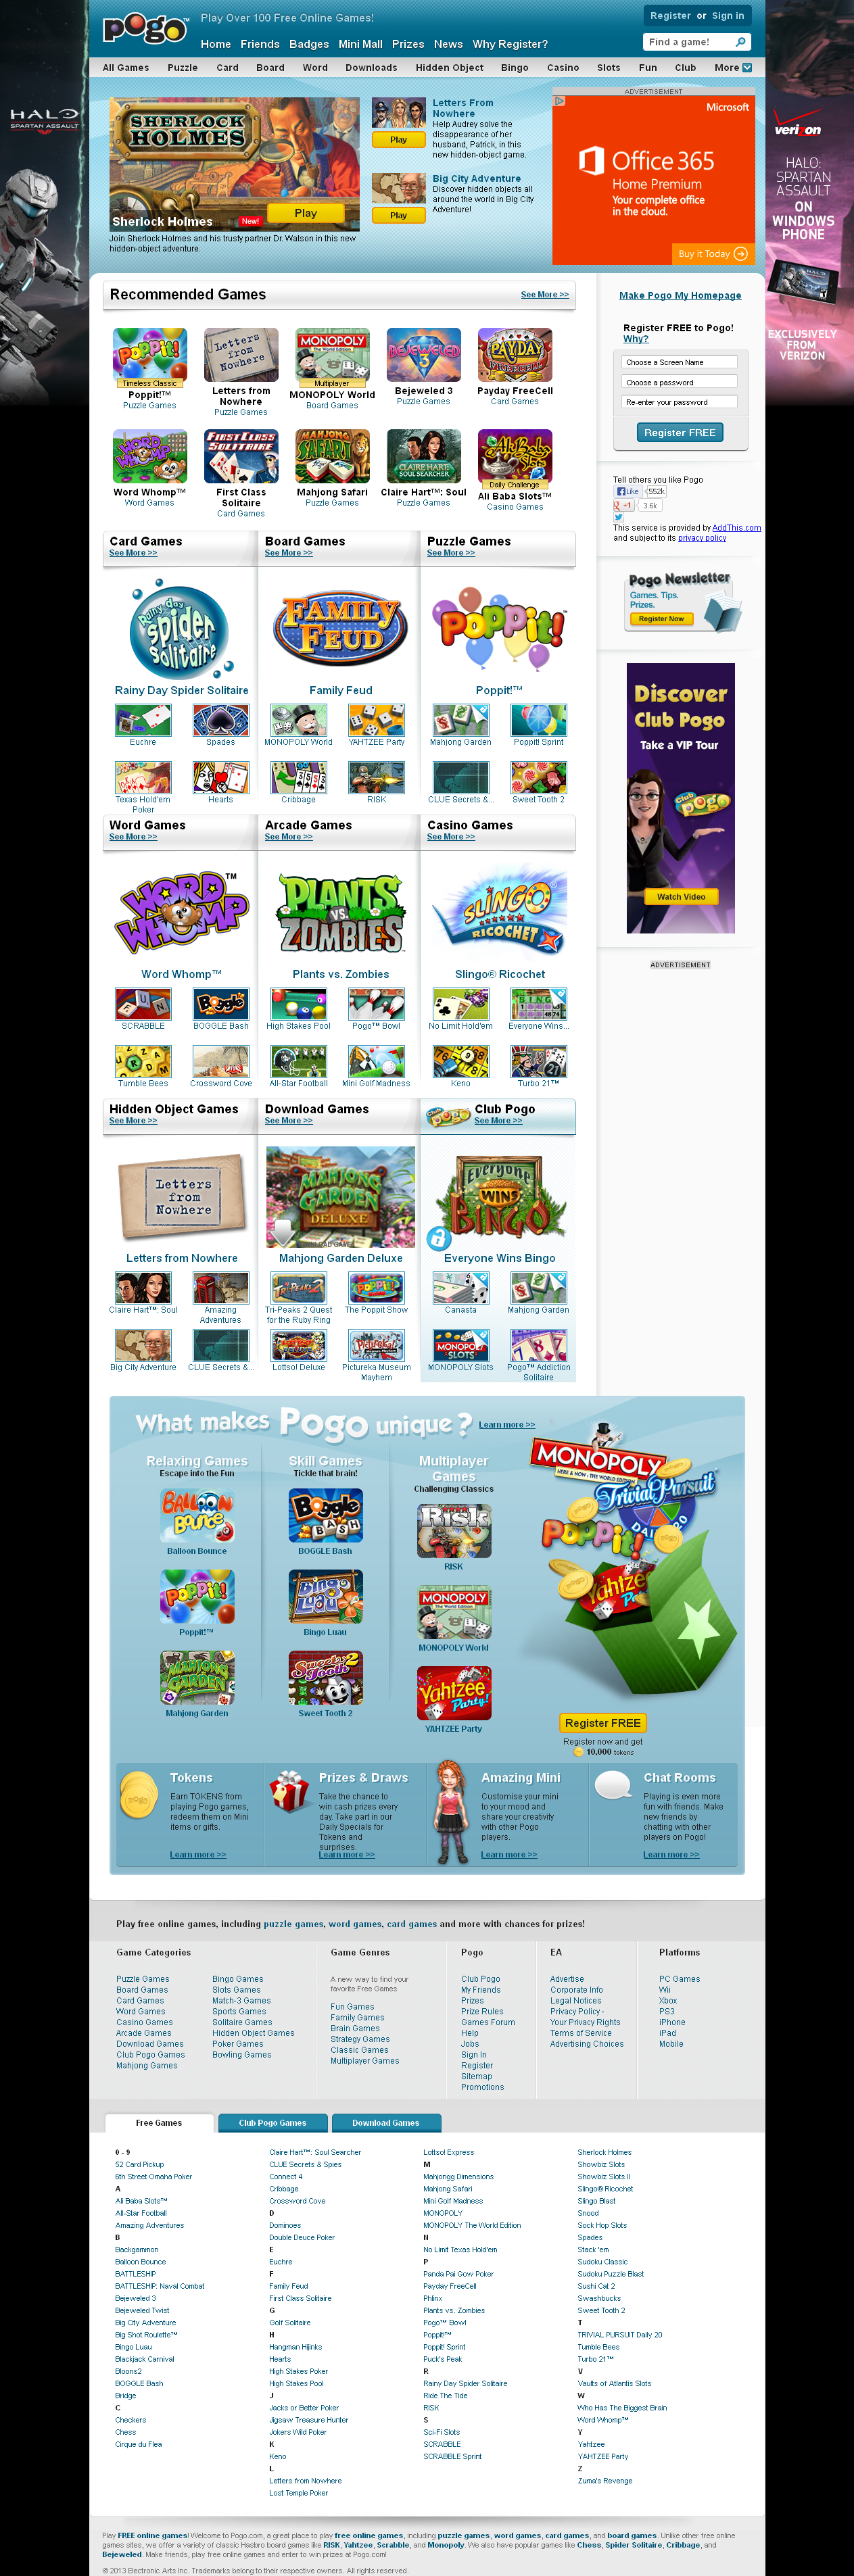 pogo
Play Over 100 Free Online Games!
Register or Sign in
Home Friends Badges Mini Mall Prizes News Why Register?
Find a game!
All Games Puzzle Card Board Word Downloads Hidden Object Bingo Casino Slots Fun Club More
HALO
SPARTAN ASSAULT
SHERLOCK
HOLMES
Sherlock Holmes
New!
Play
Join Sherlock Holmes and his trusty partner Dr. Watson in this new
hidden-object adventure.
Letters From
Nowhere
Help Audrey solve the
disappearance of her
husband, Patrick, in this
new hidden-object game.
Play
Big City Adventure
Discover hidden objects all
around the world in Big City
Adventure!
Play
ADVERTISEMENT
Microsoft
Office 365
Home Premium
Your complete office
in the cloud.
Buy it Today
verizon
HALO:
SPARTAN
ASSAULT
ON
WINDOWS
PHONE
EXCLUSIVELY
FROM
VERIZON
Recommended Games
See More >>
Timeless Classic
Poppit!™
Puzzle Games
Letters from
Nowhere
Puzzle Games
Multiplayer
MONOPOLY World
Board Games
Bejeweled 3
Puzzle Games
Payday FreeCell
Card Games
Word Whomp™
Word Games
First Class
Solitaire
Card Games
Mahjong Safari
Puzzle Games
Claire Hart™: Soul
Puzzle Games
Daily Challenge
Ali Baba Slots™
Casino Games
Make Pogo My Homepage
Register FREE to Pogo!
Why?
Choose a Screen Name
Choose a password
Re-enter your password
Register FREE
Tell others you like Pogo
Like 552k
+1 3.6k
This service is provided by AddThis.com
and subject to its privacy policy
Pogo Newsletter
Games. Tips.
Prizes.
Register Now
Discover
Club Pogo
Take a VIP Tour
Club pogo
Watch Video
ADVERTISEMENT
Card Games
See More >>
Board Games
See More >>
Puzzle Games
See More >>
Rainy day
spider
Solitaire
FAMILY
FEUD
Poppit!™
Rainy Day Spider Solitaire
Family Feud
Poppit!™
Euchre Spades
MONOPOLY World YAHTZEE Party
Mahjong Garden Poppit! Sprint
Texas Hold'em
Poker
Hearts
Cribbage RISK
CLUE Secrets &... Sweet Tooth 2
Word Games
See More >>
Arcade Games
See More >>
Casino Games
See More >>
WORD WHOMP™
PLANTS VS. ZOMBIES
SLINGO RICOCHET
Word Whomp™
Plants vs. Zombies
Slingo® Ricochet
SCRABBLE BOGGLE Bash
High Stakes Pool Pogo™ Bowl
No Limit Hold'em Everyone Wins...
Tumble Bees Crossword Cove
All-Star Football Mini Golf Madness
Keno Turbo 21™
Hidden Object Games
See More >>
Download Games
See More >>
Club Pogo
See More >>
Letters
from
Nowhere
MAHJONG
GARDEN
DELUXE
Everyone
WINS
BINGO
Letters from Nowhere
Mahjong Garden Deluxe
Everyone Wins Bingo
Claire Hart™: Soul
Amazing
Adventures
Tri-Peaks 2 Quest
for the Ruby Ring
The Poppit Show
Canasta Mahjong Garden
Big City Adventure CLUE Secrets &...
Lottso! Deluxe
Pictureka Museum
Mayhem
MONOPOLY Slots
Pogo™ Addiction
Solitaire
What makes Pogo unique?
Learn more >>
Relaxing Games
Escape into the Fun
Balloon Bounce
Poppit!™
Mahjong Garden
Skill Games
Tickle that brain!
BOGGLE Bash
Bingo Luau
Sweet Tooth 2
Multiplayer
Games
Challenging Classics
RISK
MONOPOLY World
YAHTZEE Party
MONOPOLY
HERE & NOW: THE WORLD EDITION
Trivial Pursuit
DAILY 20
Poppit!
Yahtzee
Register FREE
Register now and get
10,000 tokens
Tokens
Earn TOKENS from
playing Pogo games,
redeem them on Mini
items or gifts.
Learn more >>
Prizes & Draws
Take the chance to
win cash prizes every
day. Take part in our
Daily Specials for
Tokens and
surprises.
Learn more >>
Amazing Mini
Customise your mini
to your mood and
share your creativity
with other Pogo
players.
Learn more >>
Chat Rooms
Playing is even more
fun with friends. Make
new friends by
chatting with other
players on Pogo!
Learn more >>
Play free online games, including puzzle games, word games, card games and more with chances for prizes!
Game Categories
Puzzle Games
Board Games
Card Games
Word Games
Casino Games
Arcade Games
Download Games
Club Pogo Games
Mahjong Games
Bingo Games
Slots Games
Match-3 Games
Sports Games
Solitaire Games
Hidden Object Games
Poker Games
Bowling Games
Game Genres
A new way to find your
favorite Free Games
Fun Games
Family Games
Brain Games
Strategy Games
Classic Games
Multiplayer Games
Pogo
Club Pogo
My Friends
Prizes
Prize Rules
Games Forum
Help
Jobs
Sign In
Register
Sitemap
Promotions
EA
Advertise
Corporate Info
Legal Notices
Privacy Policy -
Your Privacy Rights
Terms of Service
Advertising Choices
Platforms
PC Games
Wii
Xbox
PS3
iPhone
iPad
Mobile
Free Games Club Pogo Games Download Games
0 - 9
52 Card Pickup
6th Street Omaha Poker
A
Ali Baba Slots™
All-Star Football
Amazing Adventures
B
Backgammon
Balloon Bounce
BATTLESHIP
BATTLESHIP: Naval Combat
Bejeweled 3
Bejeweled Twist
Big City Adventure
Big Shot Roulette™
Bingo Luau
Blackjack Carnival
Bloons2
BOGGLE Bash
Bridge
C
Checkers
Chess
Cirque du Flea
Claire Hart™: Soul Searcher
CLUE Secrets & Spies
Connect 4
Cribbage
Crossword Cove
D
Dominoes
Double Deuce Poker
E
Euchre
F
Family Feud
First Class Solitaire
G
Golf Solitaire
H
Hangman Hijinks
Hearts
High Stakes Poker
High Stakes Pool
J
Jacks or Better Poker
Jigsaw Treasure Hunter
Jokers Wild Poker
K
Keno
L
Letters from Nowhere
Lost Temple Poker
Lottso! Express
M
Mahjongg Dimensions
Mahjong Safari
Mini Golf Madness
MONOPOLY
MONOPOLY The World Edition
N
No Limit Texas Hold'em
P
Panda Pai Gow Poker
Payday FreeCell
Phlinx
Plants vs. Zombies
Pogo™ Bowl
Poppit!™
Poppit! Sprint
Puck's Peak
R
Rainy Day Spider Solitaire
Ride The Tide
RISK
S
Sci-Fi Slots
SCRABBLE
SCRABBLE Sprint
Sherlock Holmes
Showbiz Slots
Showbiz Slots II
Slingo® Ricochet
Slingo Blast
Snood
Sock Hop Slots
Spades
Stack 'em
Sudoku Classic
Sudoku Puzzle Blast
Sushi Cat 2
Swashbucks
Sweet Tooth 2
T
TRIVIAL PURSUIT Daily 20
Tumble Bees
Turbo 21™
V
Vaults of Atlantis Slots
W
Who Has The Biggest Brain
Word Whomp™
Y
Yahtzee
YAHTZEE Party
Z
Zuma's Revenge
Play FREE online games! Welcome to Pogo.com, a great place to play free online games, including puzzle games, word games, card games, and board games. Unlike other free online
games sites, we offer a variety of classic Hasbro board games like RISK, Yahtzee, Scrabble, and Monopoly. We also have popular games like Chess, Spider Solitaire, Cribbage, and
Bejeweled. Make friends, play free online games and enter to win prizes at Pogo.com!
© 2013 Electronic Arts Inc. Trademarks belong to their respective owners. All rights reserved.